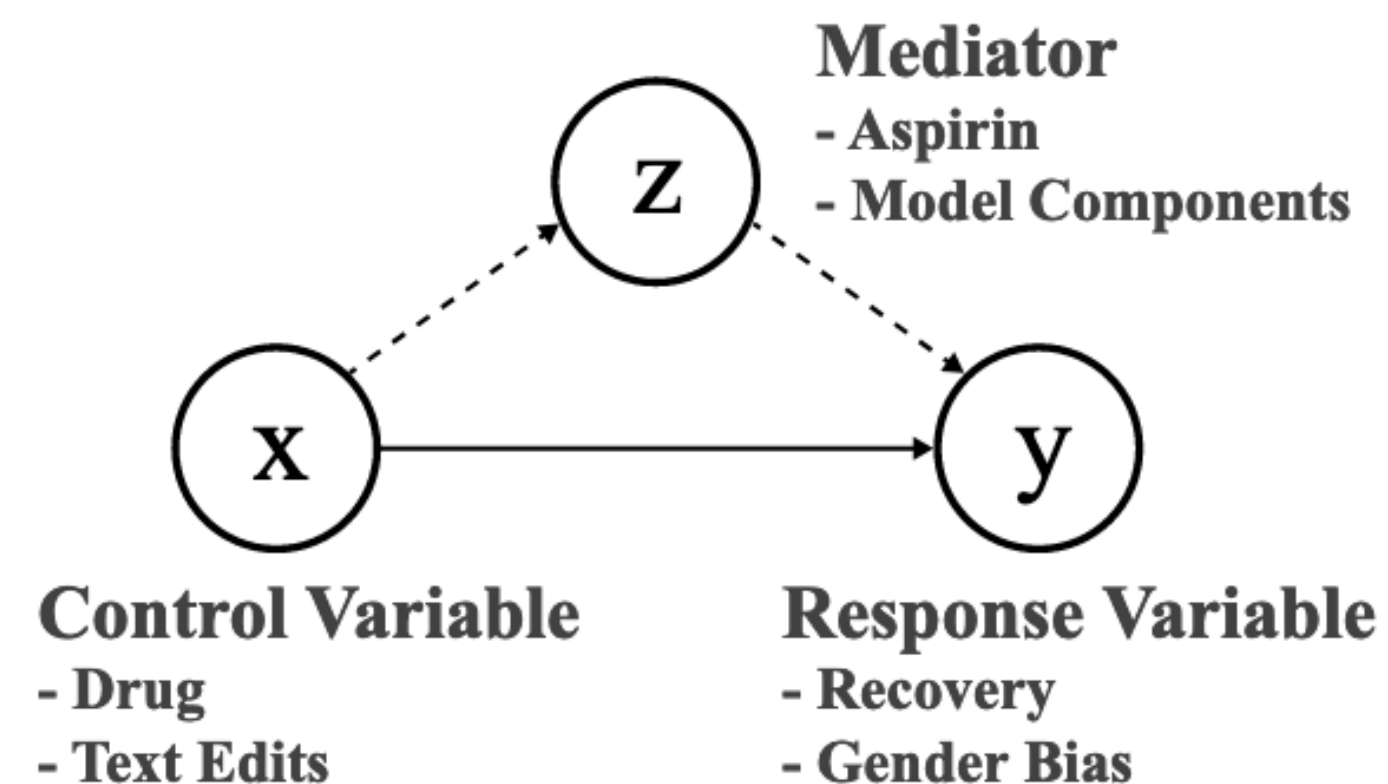 Mediator
- Aspirin
- Model Components
z
x
y
Control Variable
- Drug
- Text Edits
Response Variable
- Recovery
- Gender Bias